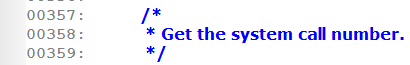 00357: /*
00358: * Get the system call number.
00359: */